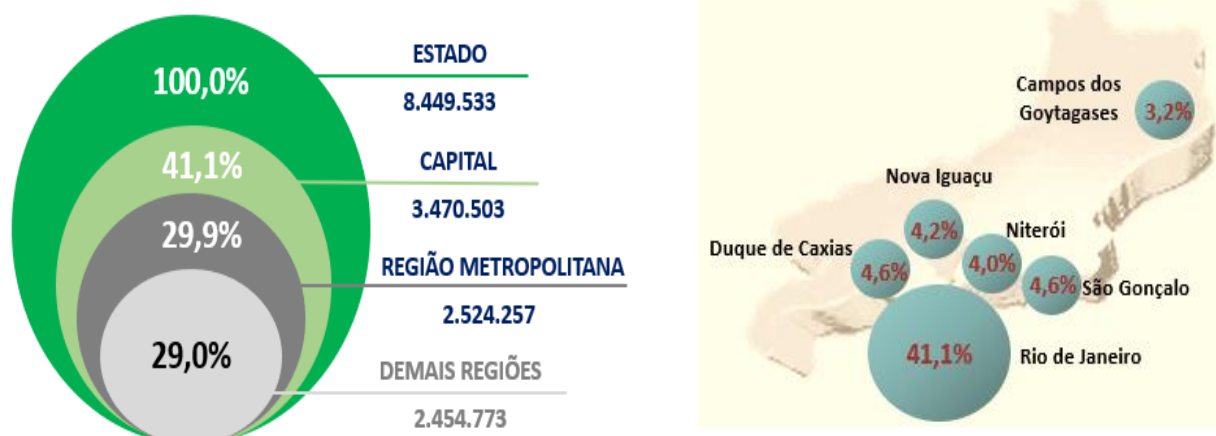 100,0%
ESTADO
8.449.533
41,1%
CAPITAL
3.470.503
29,9%
REGIÃO METROPOLITANA
2.524.257
29,0%
DEMAIS REGIÕES
2.454.773
Campos dos
Goytagases
3,2%
Nova Iguaçu
4,2%
Niterói
4,0%
Duque de Caxias
4,6%
4,6%
São Gonçalo
41,1%
Rio de Janeiro